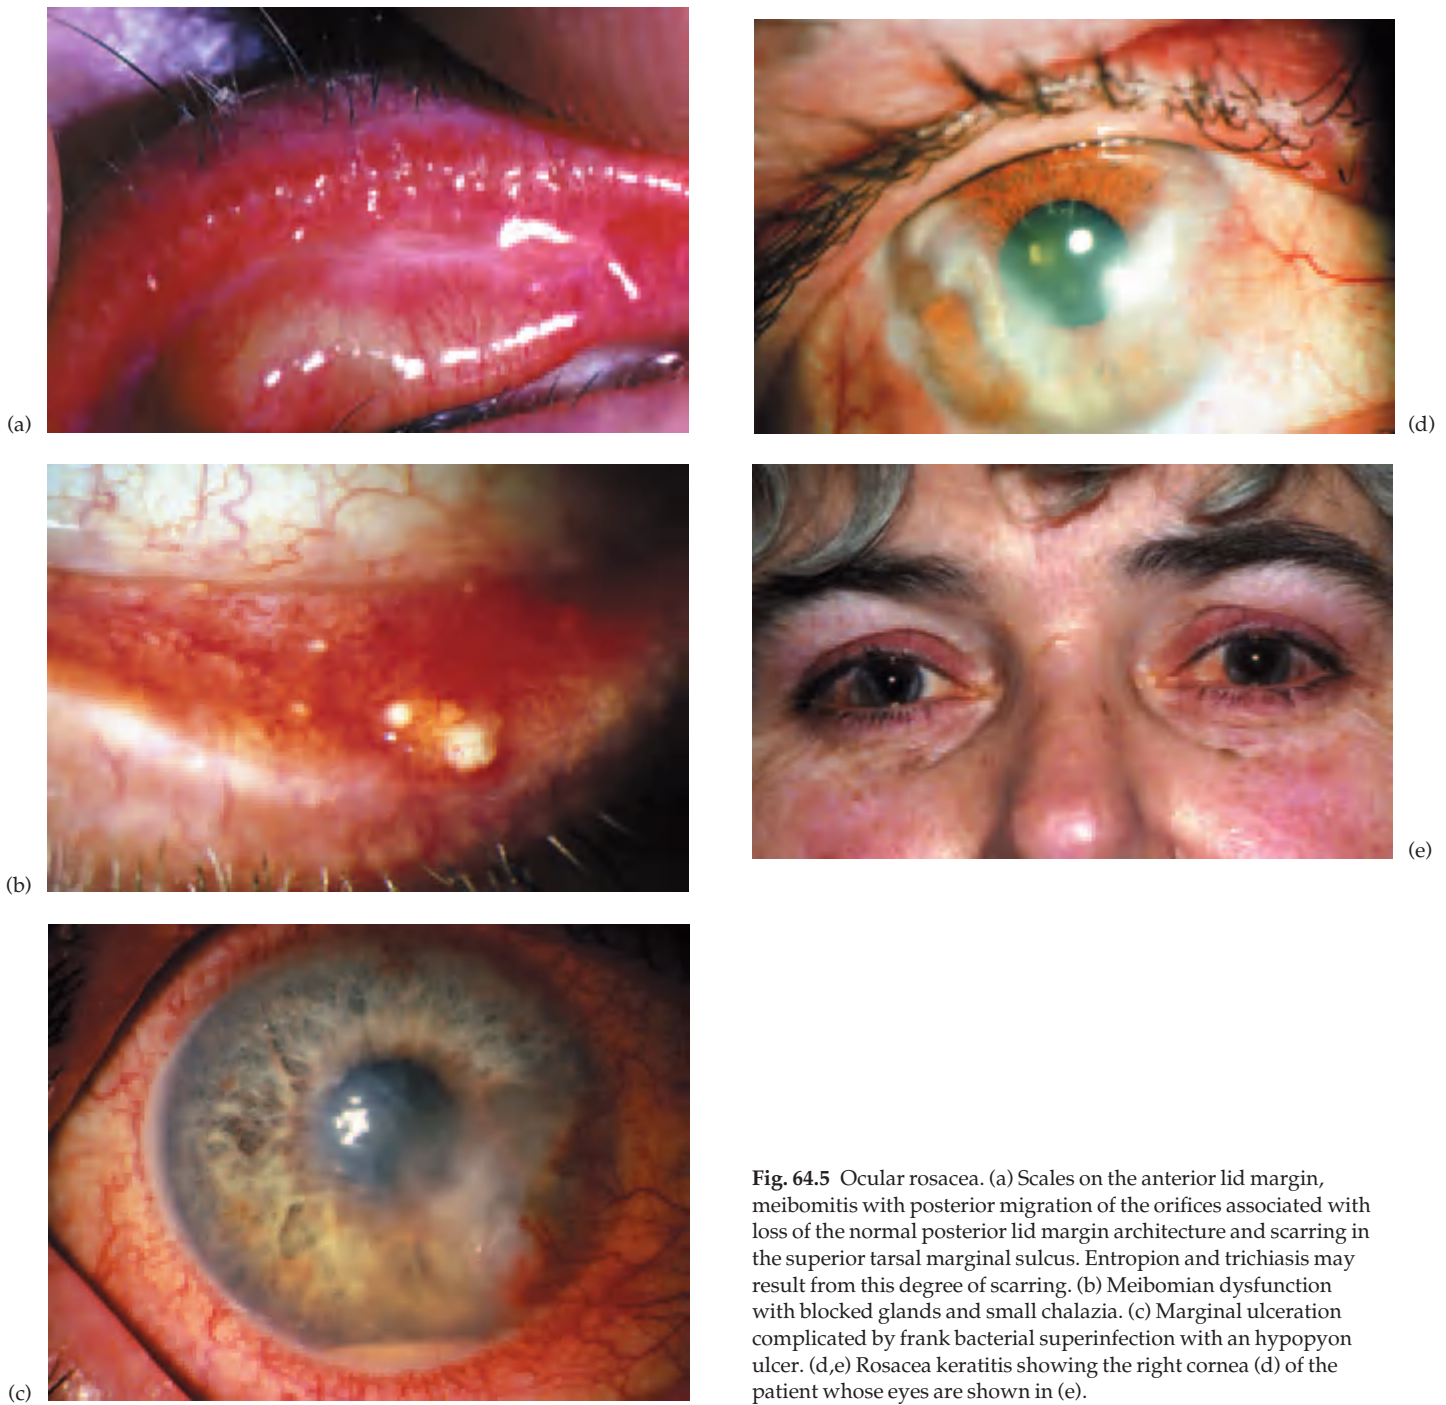 (a)
(d)
(b)
(e)
(c)
Fig. 64.5 Ocular rosacea. (a) Scales on the anterior lid margin,
meibomitis with posterior migration of the orifices associated with
loss of the normal posterior lid margin architecture and scarring in
the superior tarsal marginal sulcus. Entropion and trichiasis may
result from this degree of scarring. (b) Meibomian dysfunction
with blocked glands and small chalazia. (c) Marginal ulceration
complicated by frank bacterial superinfection with an hypopyon
ulcer. (d,e) Rosacea keratitis showing the right cornea (d) of the
patient whose eyes are shown in (e).